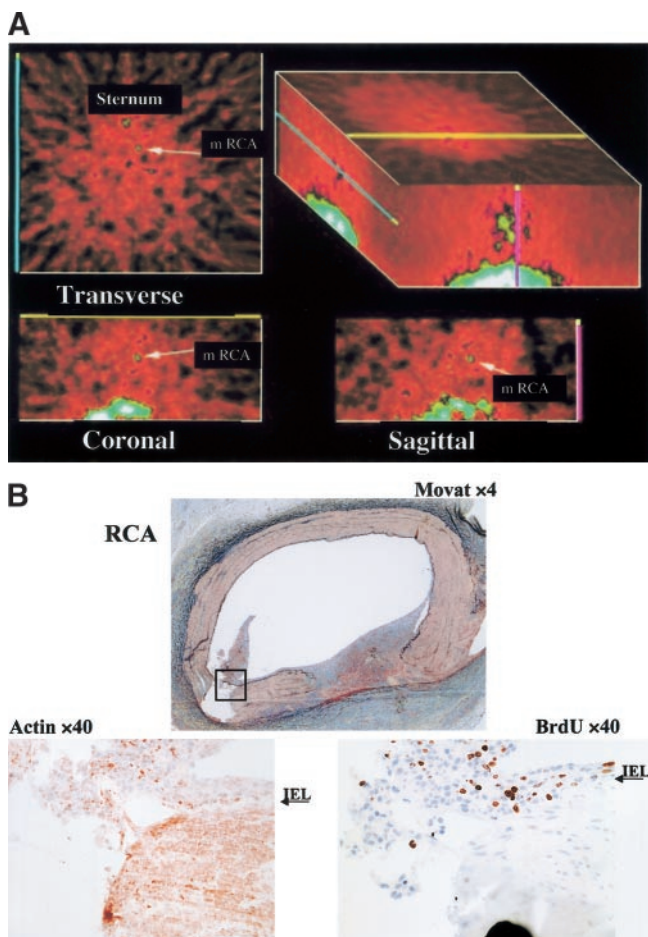 A
Sternum
m RCA
Transverse
m RCA
Coronal
m RCA
Sagittal
B
Movat ×4
RCA
Actin ×40
IEL
BrdU ×40
IEL